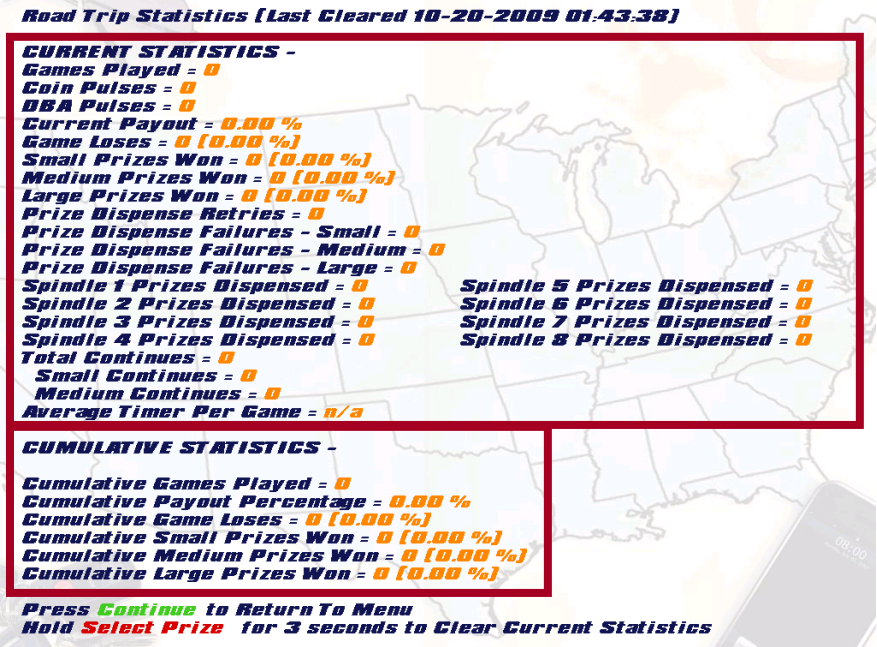 Road Trip Statistics (Last Cleared 10-20-2009 01:43:38)
CURRENT STATISTICS -
Games Played = 0
Coin Pulses = 0
DBA Pulses = 0
Current Payout = 0.00 %
Game Loses = 0 (0.00 %)
Small Prizes Won = 0 (0.00 %)
Medium Prizes Won = 0 (0.00 %)
Large Prizes Won = 0 (0.00 %)
Prize Dispense Retries = 0
Prize Dispense Failures - Small = 0
Prize Dispense Failures - Medium = 0
Prize Dispense Failures - Large = 0
Spindle 1 Prizes Dispensed = 0 Spindle 5 Prizes Dispensed = 0
Spindle 2 Prizes Dispensed = 0 Spindle 6 Prizes Dispensed = 0
Spindle 3 Prizes Dispensed = 0 Spindle 7 Prizes Dispensed = 0
Spindle 4 Prizes Dispensed = 0 Spindle 8 Prizes Dispensed = 0
Total Continues = 0
Small Continues = 0
Medium Continues = 0
Average Timer Per Game = n/a
CUMULATIVE STATISTICS -
Cumulative Games Played = 0
Cumulative Payout Percentage = 0.00 %
Cumulative Game Loses = 0 (0.00 %)
Cumulative Small Prizes Won = 0 (0.00 %)
Cumulative Medium Prizes Won = 0 (0.00 %)
Cumulative Large Prizes Won = 0 (0.00 %)
08:00
Press Continue to Return To Menu
Hold Select Prize for 3 seconds to Clear Current Statistics